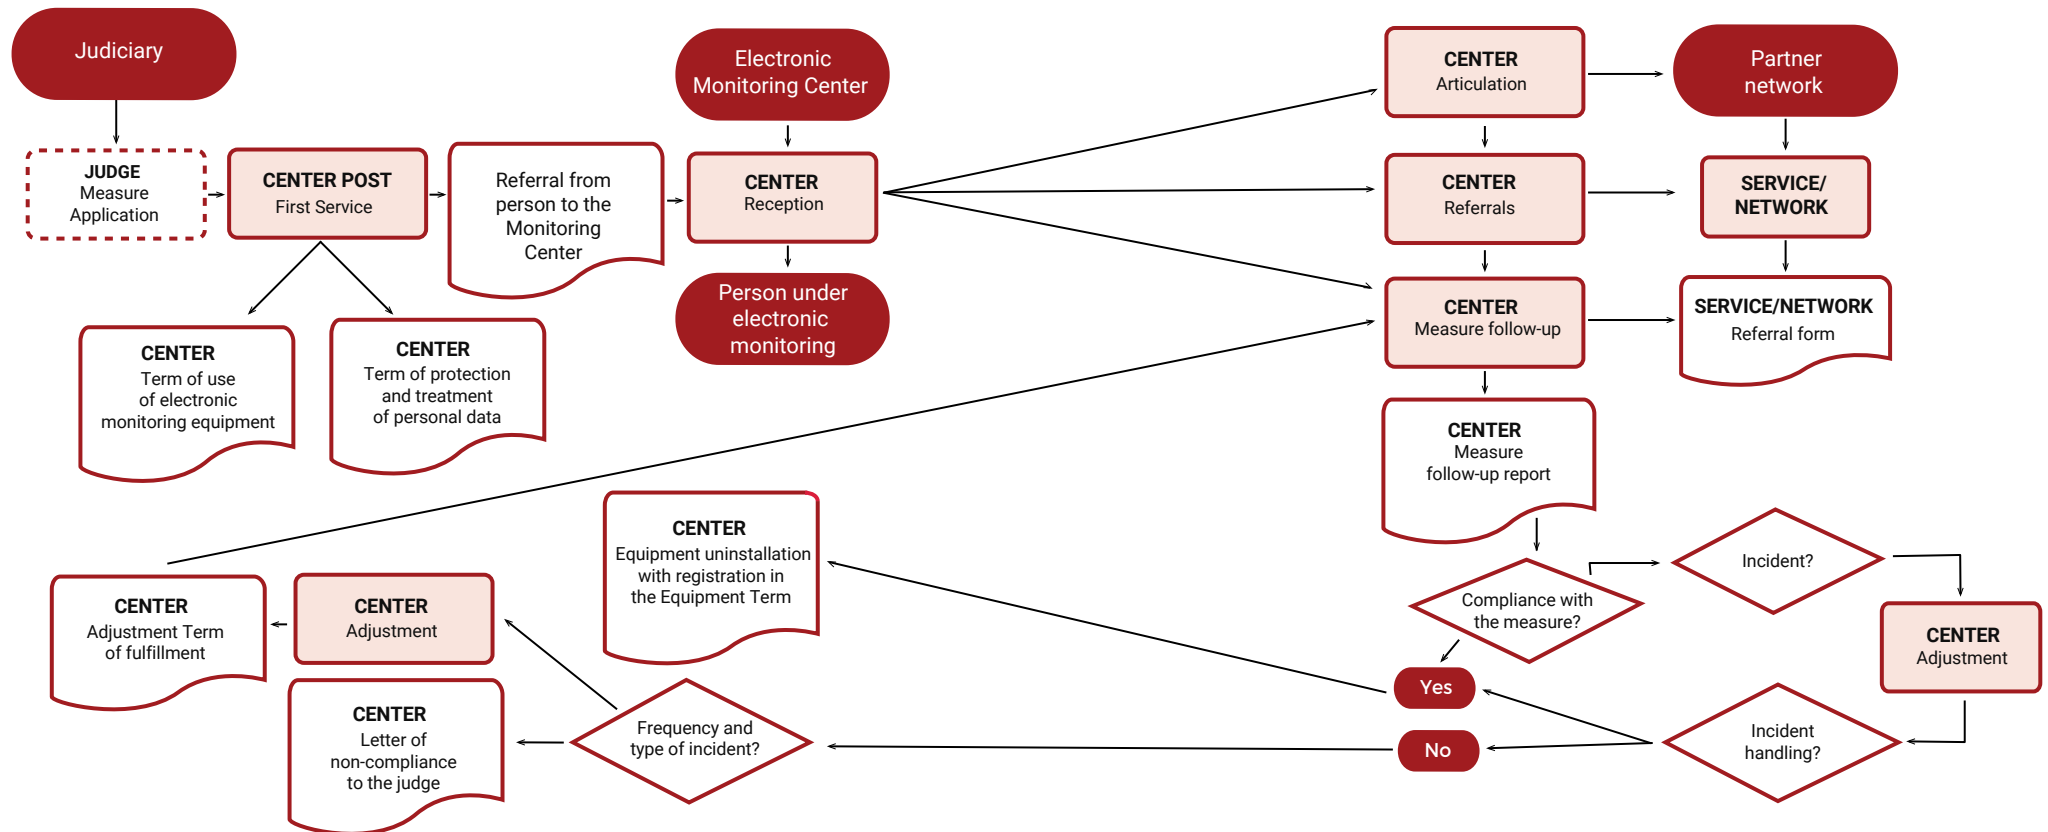 Judiciary
JUDGE
Measure
Application
CENTER POST
First Service
Referral from
person to the
Monitoring
Center
Electronic
Monitoring Center
CENTER
Reception
Person under
electronic
monitoring
CENTER
Articulation
Partner
network
CENTER
Referrals
SERVICE/
NETWORK
CENTER
Measure follow-up
SERVICE/NETWORK
Referral form
CENTER
Term of use
of electronic
monitoring equipment
CENTER
Term of protection
and treatment
of personal data
CENTER
Measure
follow-up report
CENTER
Equipment uninstallation
with registration in
the Equipment Term
Compliance with
the measure?
Incident?
CENTER
Adjustment
CENTER
Adjustment Term
of fulfillment
CENTER
Adjustment
Yes
No
Incident
handling?
Frequency and
type of incident?
CENTER
Letter of
non-compliance
to the judge